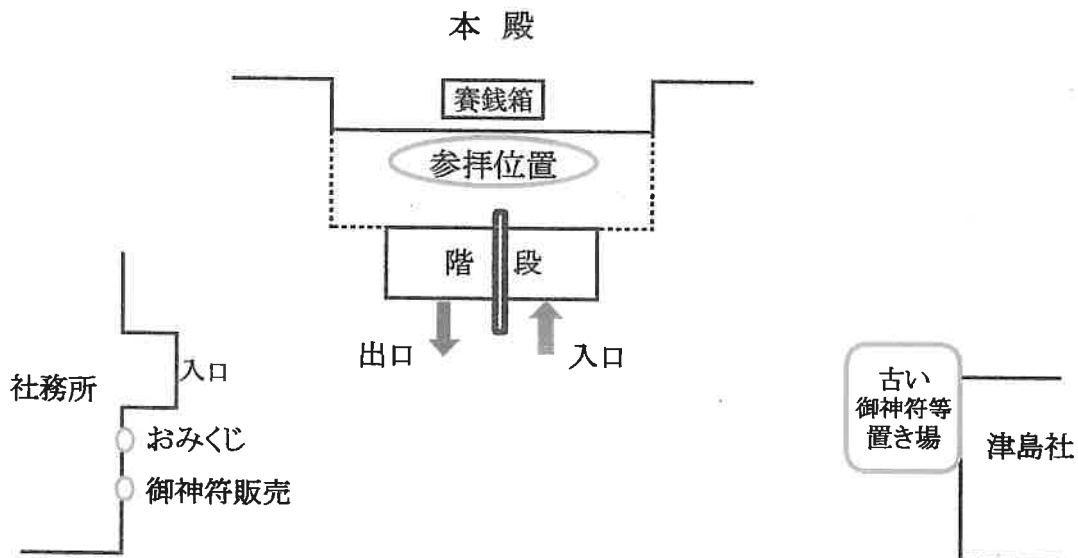 本殿
賽銭箱
参拝位置
階段
出口
入口
社務所
入口
おみくじ
御神符販売
古い
御神符等
置き場
津島社